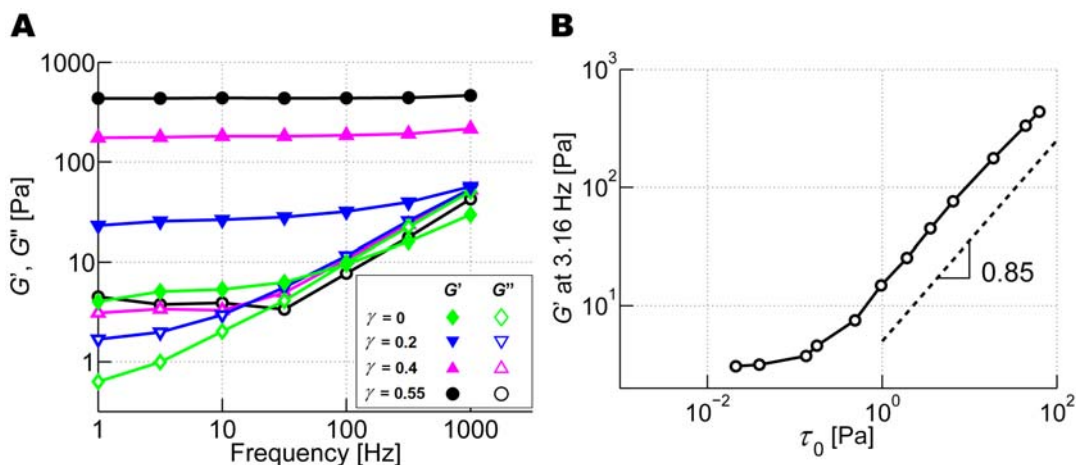 A
1000
100
10
1
G', G" [Pa]
1
10
100
1000
Frequency [Hz]
G' G"
γ = 0
γ = 0.2
γ = 0.4
γ = 0.55
B
10³
10²
10¹
G' at 3.16 Hz [Pa]
0.85
10⁻²
10⁰
10²
τ₀ [Pa]